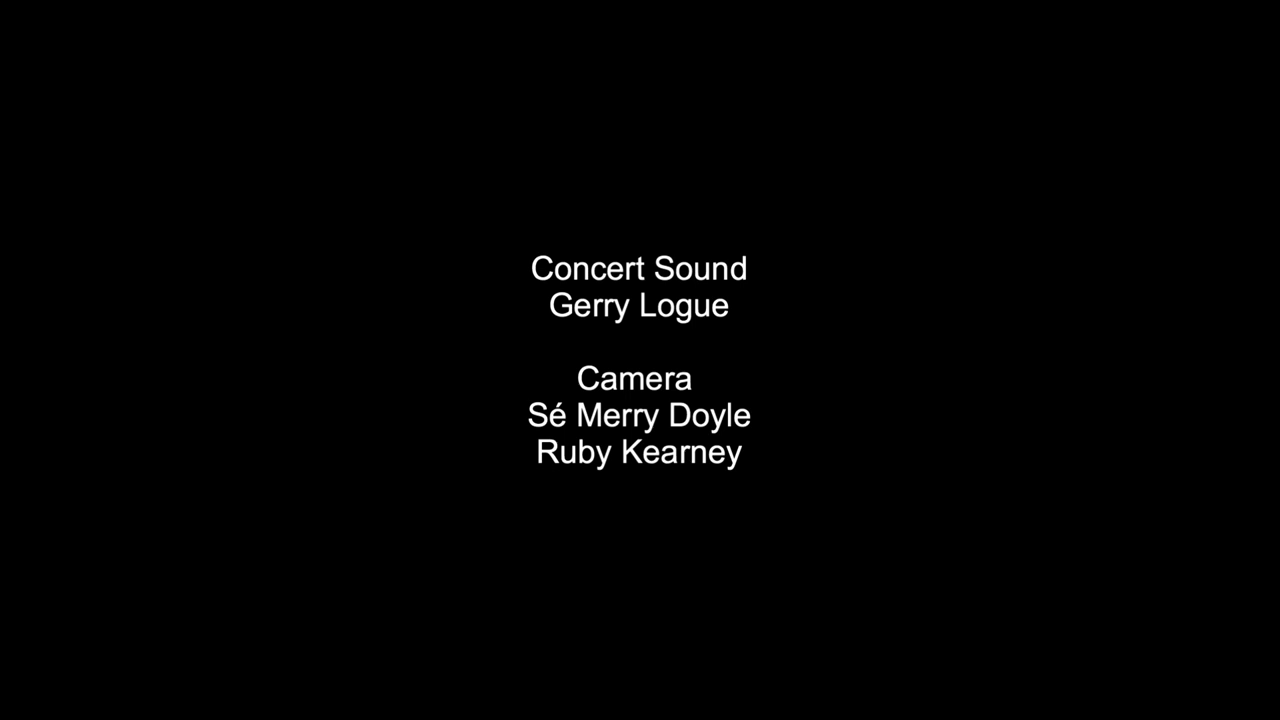 Concert Sound
Gerry Logue
Camera
Sé Merry Doyle
Ruby Kearney